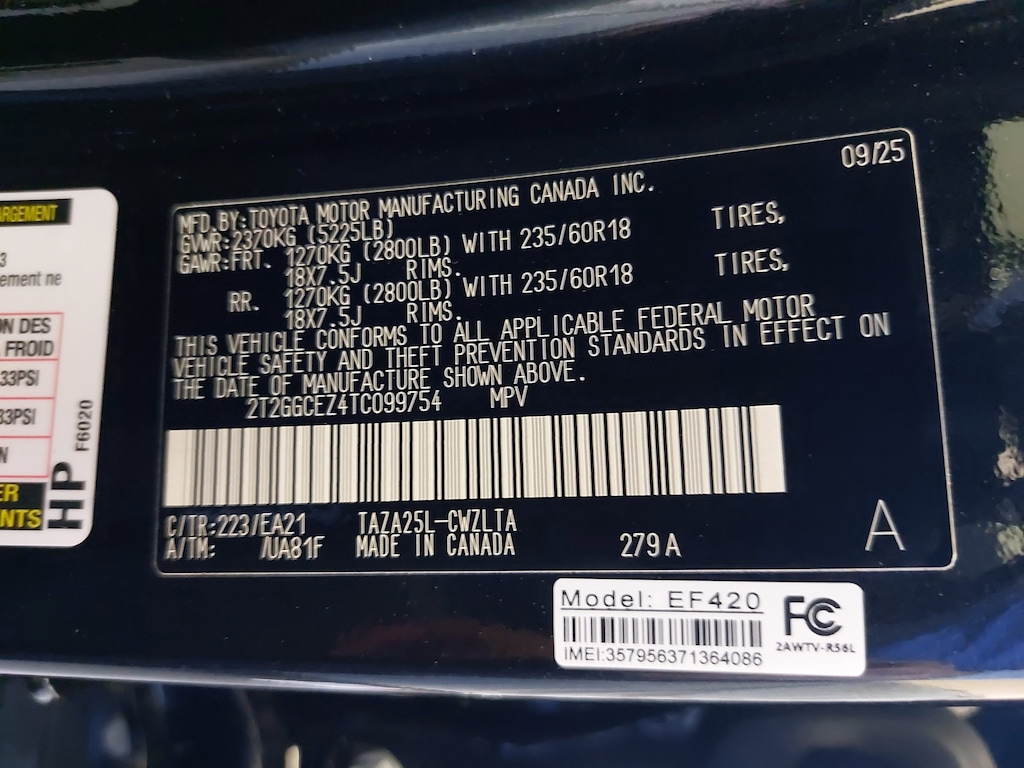 ARGEMENT
3
ement ne
ON DES
FROID
33PSI
33PSI
N
ER
NTS
HP
F6020
09/25
MFD.BY:TOYOTA MOTOR MANUFACTURING CANADA INC.
GVWR:2370KG (5225LB)
GAWR:FRT. 1270KG (2800LB) WITH 235/60R18 TIRES,
18X7.5J RIMS.
RR. 1270KG (2800LB) WITH 235/60R18 TIRES,
18X7.5J RIMS.
THIS VEHICLE CONFORMS TO ALL APPLICABLE FEDERAL MOTOR
VEHICLE SAFETY AND THEFT PREVENTION STANDARDS IN EFFECT ON
THE DATE OF MANUFACTURE SHOWN ABOVE.
2T2GGCEZ4TC099754 MPV
C/TR:223/EA21 TAZA25L-CWZLTA
A/TM: /UA81F MADE IN CANADA 279A
A
Model: EF420
FC
2AWTV-R56L
IMEI:357956371364086